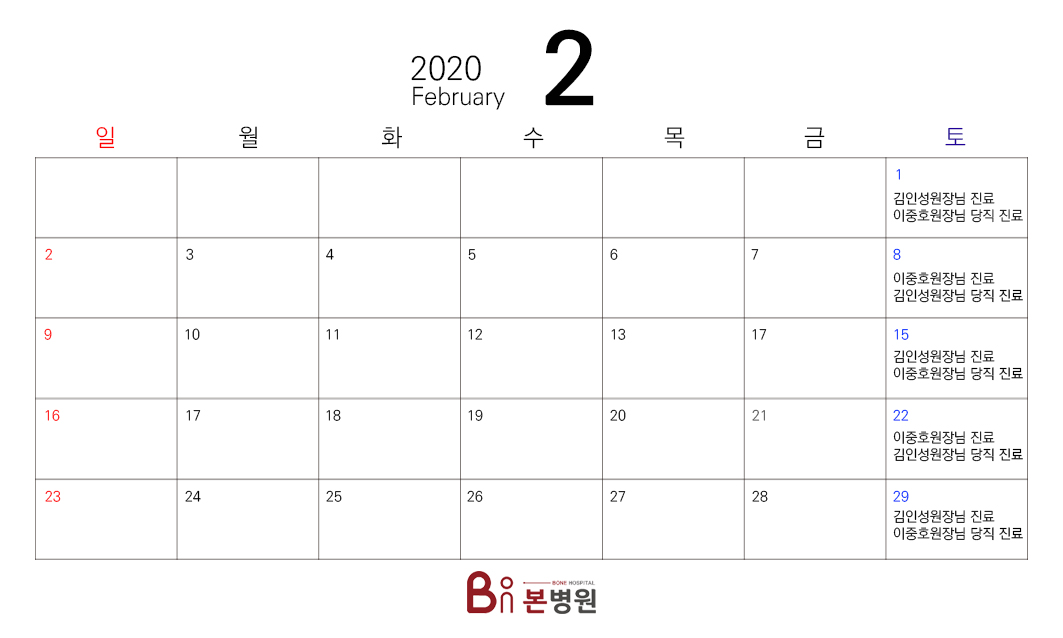 2020
February
2
일 월 화 수 목 금 토
1
김인성원장님 진료
이중호원장님 당직 진료
2 3 4 5 6 7 8
이중호원장님 진료
김인성원장님 당직 진료
9 10 11 12 13 17 15
김인성원장님 진료
이중호원장님 당직 진료
16 17 18 19 20 21 22
이중호원장님 진료
김인성원장님 당직 진료
23 24 25 26 27 28 29
김인성원장님 진료
이중호원장님 당직 진료
BONE HOSPITAL
본병원